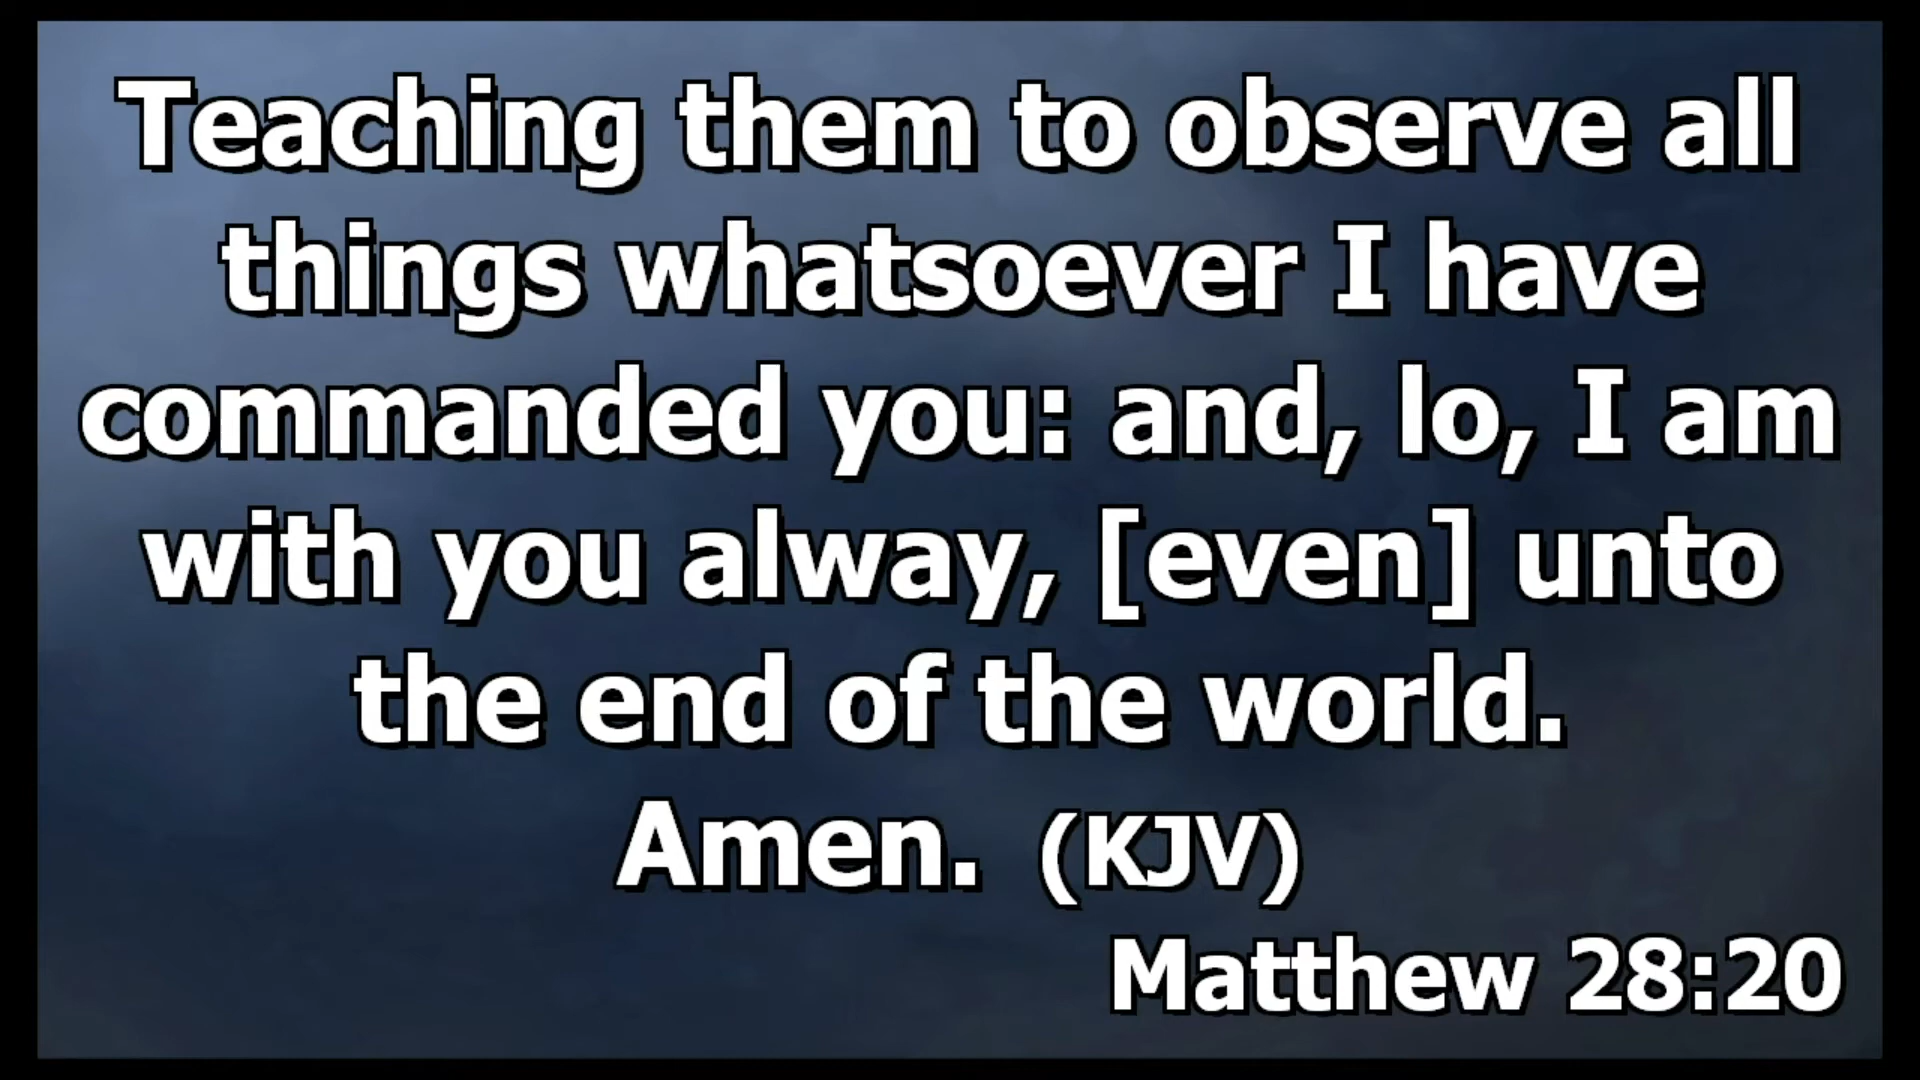 Teaching them to observe all
things whatsoever I have
commanded you: and, lo, I am
with you alway, [even] unto
the end of the world.
Amen. (KJV)
Matthew 28:20